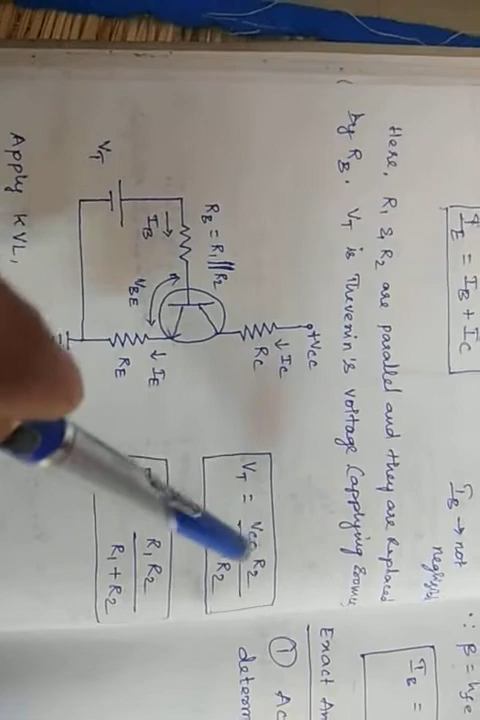 I_E = I_B + I_C
I_B → not
∴ β = h_fe
Here, R1 & R2 are parallel and they are Replaced
by R_B. V_T is Thevenin's voltage (applying
I_B =
+Vcc
↓ I_C
R_C
R_B = R1 || R2
I_B
V_BE
V_T
↓ I_E
R_E
V_T = Vcc R2
R2
R1 R2
R1 + R2
Apply KVL,
Exact An
① Ac
determ